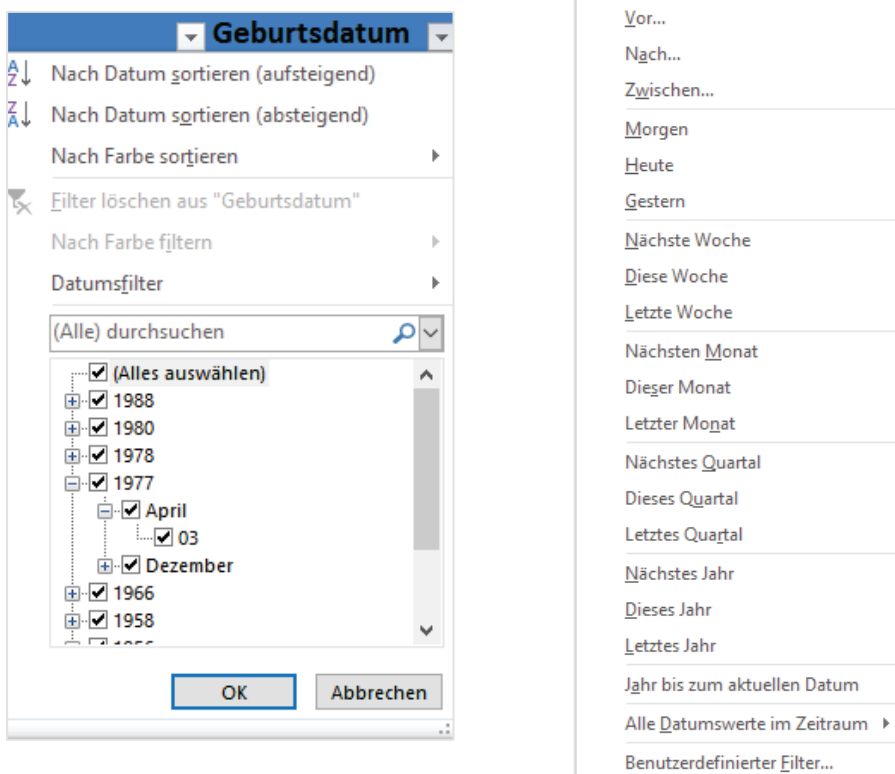 Geburtsdatum
Nach Datum sortieren (aufsteigend)
Nach Datum sortieren (absteigend)
Nach Farbe sortieren
Filter löschen aus "Geburtsdatum"
Nach Farbe filtern
Datumsfilter
(Alle) durchsuchen
(Alles auswählen)
1988
1980
1978
1977
April
03
Dezember
1966
1958
OK
Abbrechen
Vor...
Nach...
Zwischen...
Morgen
Heute
Gestern
Nächste Woche
Diese Woche
Letzte Woche
Nächsten Monat
Dieser Monat
Letzter Monat
Nächstes Quartal
Dieses Quartal
Letztes Quartal
Nächstes Jahr
Dieses Jahr
Letztes Jahr
Jahr bis zum aktuellen Datum
Alle Datumswerte im Zeitraum
Benutzerdefinierter Filter...